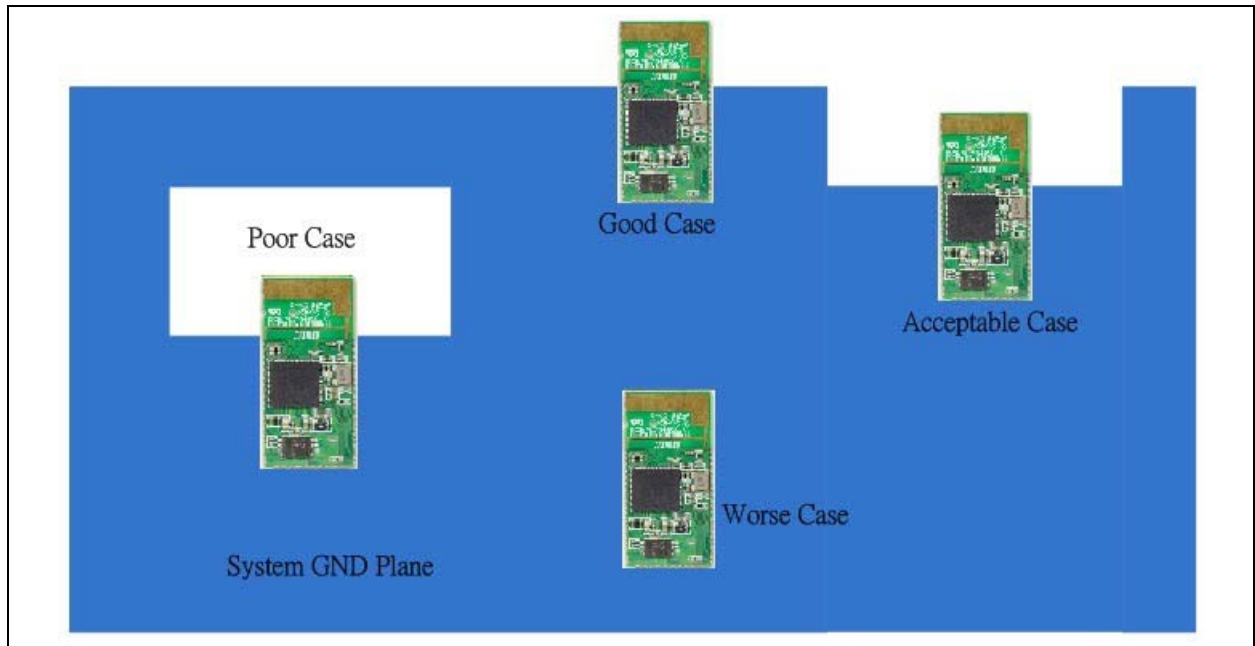 Good Case
Poor Case
Acceptable Case
Worse Case
System GND Plane